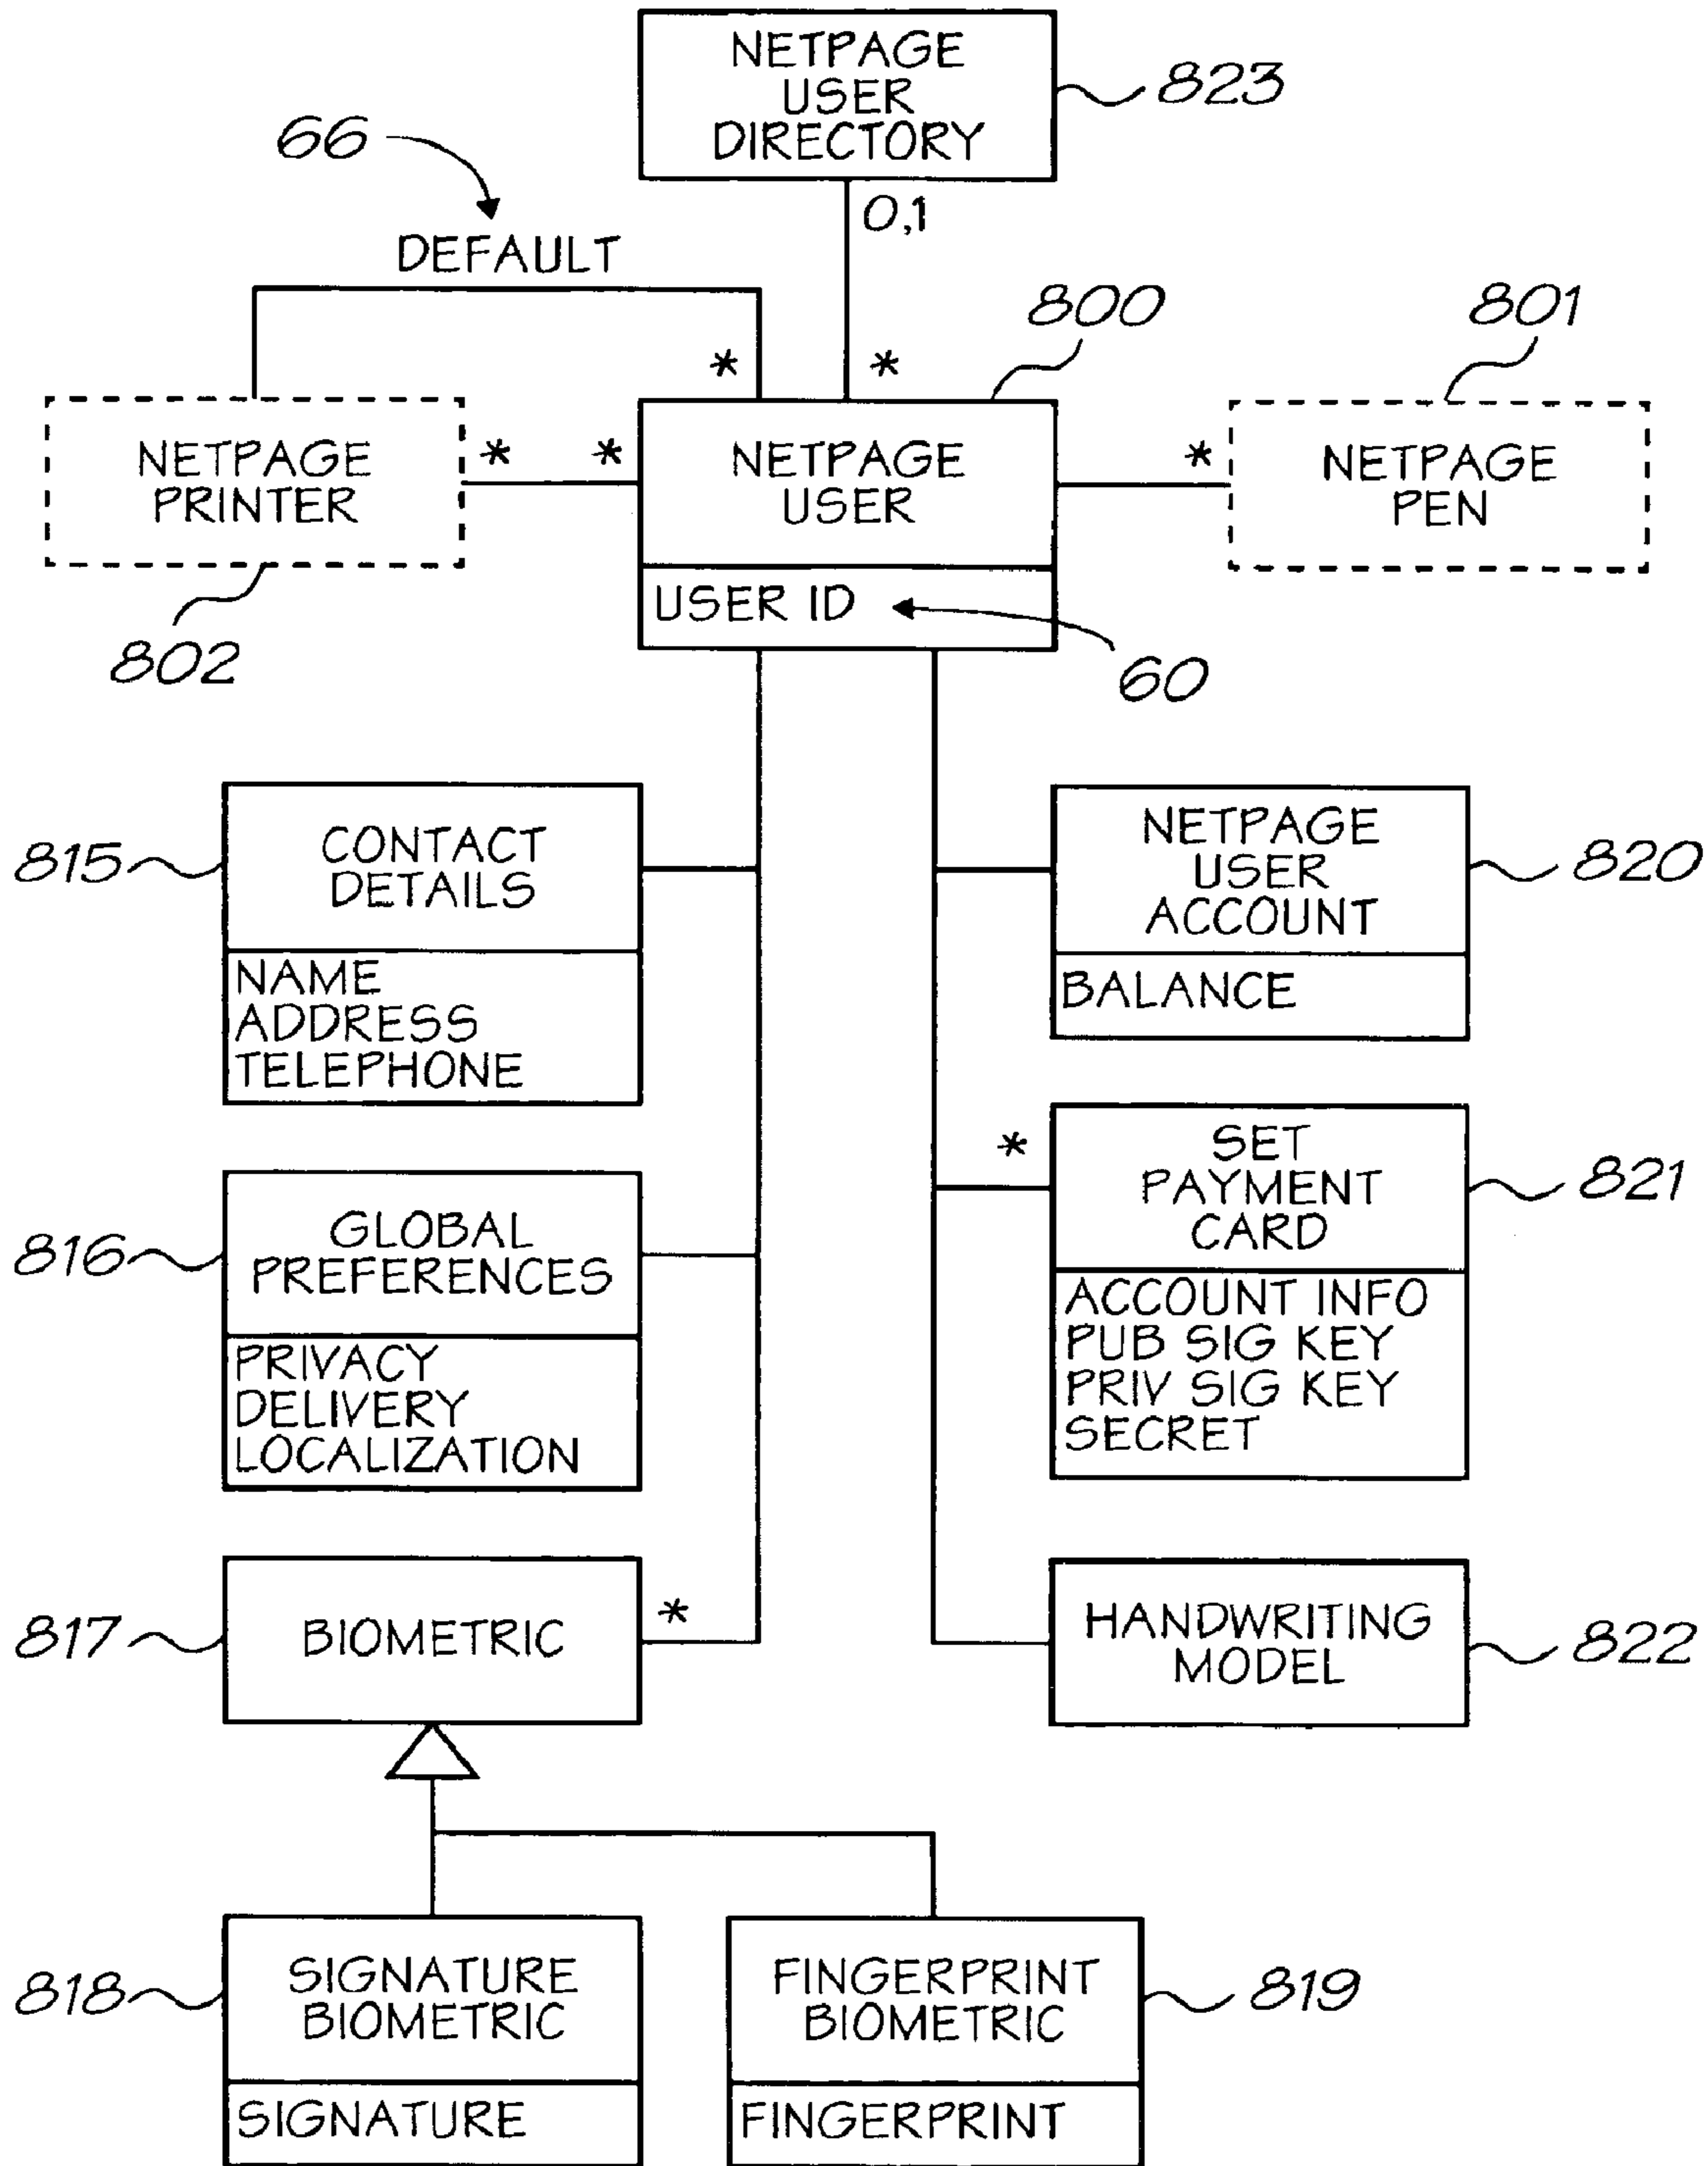 NETPAGE
USER
DIRECTORY
823
66
0,1
DEFAULT
800
801
*
*
NETPAGE
PRINTER
*
*
NETPAGE
USER
*
NETPAGE
PEN
USER ID
802
60
815
CONTACT
DETAILS
NAME
ADDRESS
TELEPHONE
NETPAGE
USER
ACCOUNT
820
BALANCE
816
GLOBAL
PREFERENCES
PRIVACY
DELIVERY
LOCALIZATION
*
SET
PAYMENT
CARD
821
ACCOUNT INFO
PUB SIG KEY
PRIV SIG KEY
SECRET
817
BIOMETRIC
*
HANDWRITING
MODEL
822
818
SIGNATURE
BIOMETRIC
SIGNATURE
FINGERPRINT
BIOMETRIC
819
FINGERPRINT